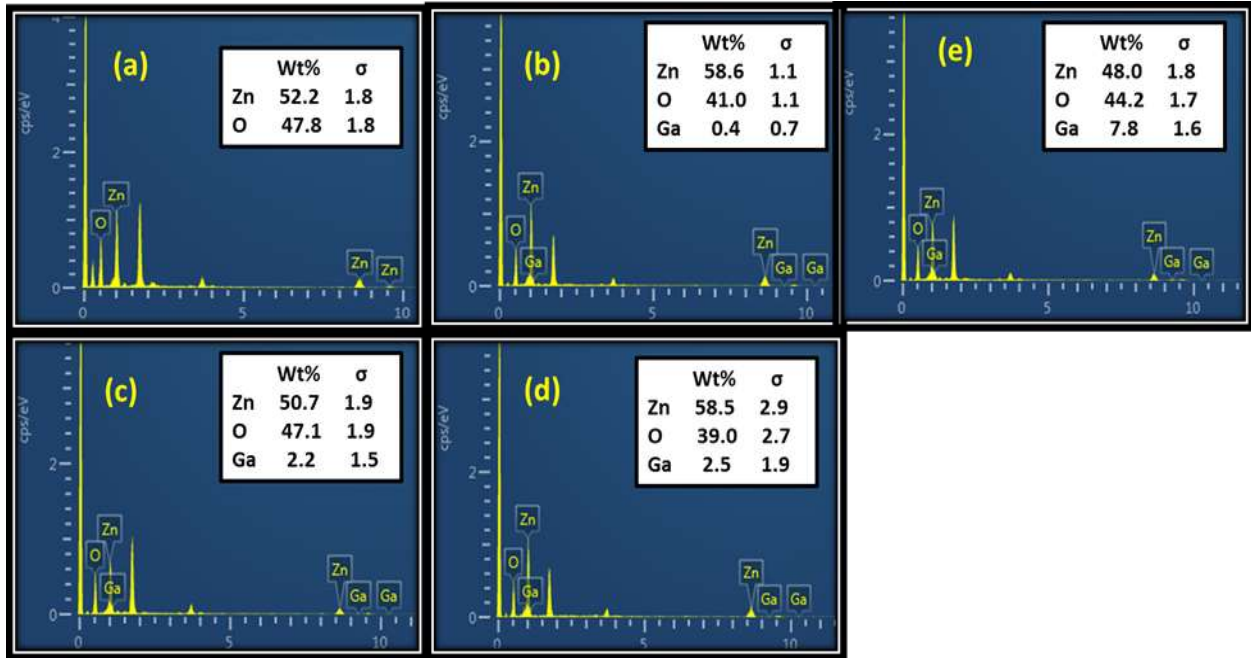 (a)
Wt% σ
Zn 52.2 1.8
O 47.8 1.8
cps/eV
4
2
0
O
Zn
Zn
Zn
0 5 10
(b)
Wt% σ
Zn 58.6 1.1
O 41.0 1.1
Ga 0.4 0.7
cps/eV
2
0
Zn
O
Ga
Zn
Ga
Ga
0 5 10
(e)
Wt% σ
Zn 48.0 1.8
O 44.2 1.7
Ga 7.8 1.6
cps/eV
2
0
Zn
O
Ga
Zn
Ga
Ga
0 5 10
(c)
Wt% σ
Zn 50.7 1.9
O 47.1 1.9
Ga 2.2 1.5
cps/eV
2
0
Zn
O
Ga
Zn
Ga
Ga
0 5 10
(d)
Wt% σ
Zn 58.5 2.9
O 39.0 2.7
Ga 2.5 1.9
cps/eV
2
0
Zn
O
Ga
Zn
Ga
Ga
0 5 10